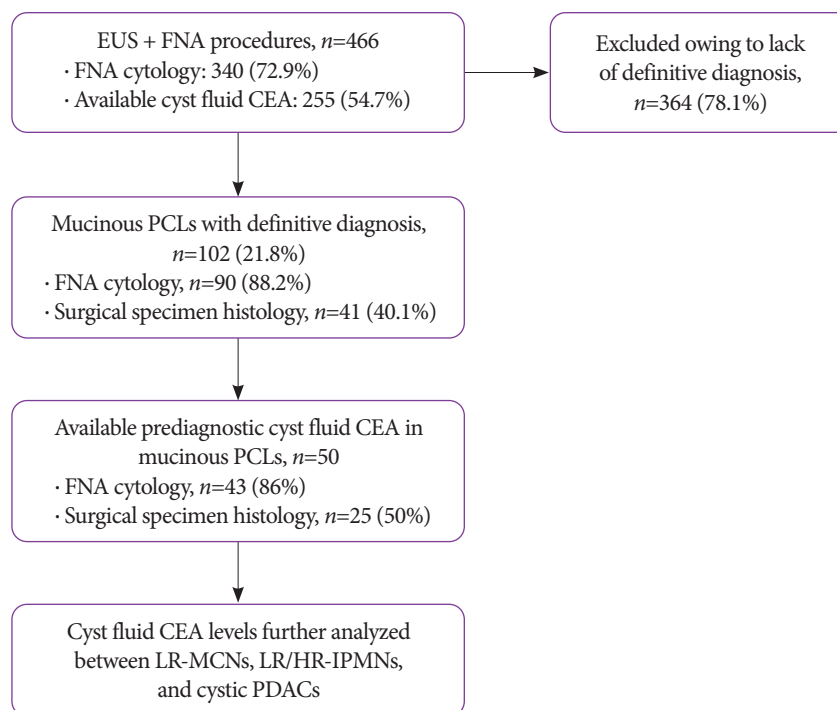 EUS + FNA procedures, n=466
· FNA cytology: 340 (72.9%)
· Available cyst fluid CEA: 255 (54.7%)
Excluded owing to lack
of definitive diagnosis,
n=364 (78.1%)
Mucinous PCLs with definitive diagnosis,
n=102 (21.8%)
· FNA cytology, n=90 (88.2%)
· Surgical specimen histology, n=41 (40.1%)
Available prediagnostic cyst fluid CEA in
mucinous PCLs, n=50
· FNA cytology, n=43 (86%)
· Surgical specimen histology, n=25 (50%)
Cyst fluid CEA levels further analyzed
between LR-MCNs, LR/HR-IPMNs,
and cystic PDACs